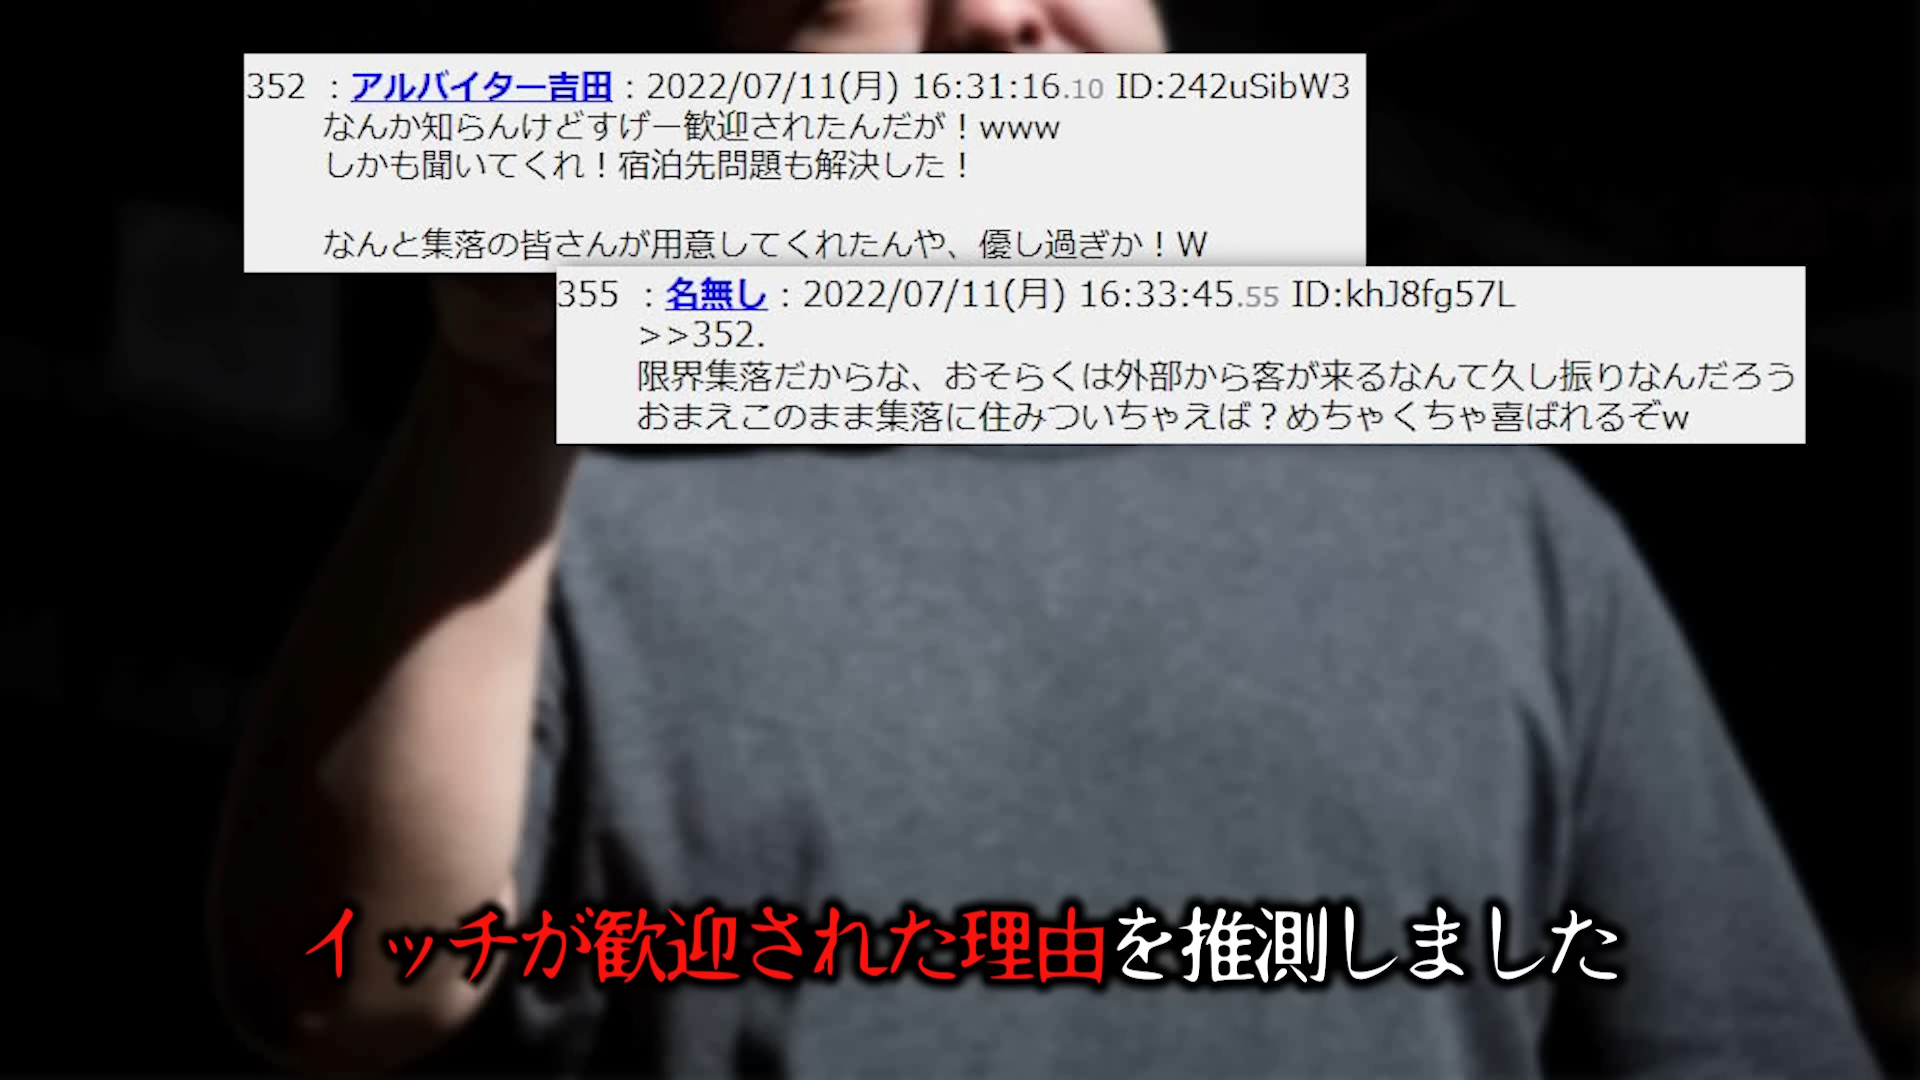 352 ：アルバイター吉田：2022/07/11(月) 16:31:16.10 ID:242uSibW3
なんか知らんけどすげー歓迎されたんだが！www
しかも聞いてくれ！宿泊先問題も解決した！
なんと集落の皆さんが用意してくれたんや、優し過ぎか！W
355 ：名無し：2022/07/11(月) 16:33:45.55 ID:khJ8fg57L
>>352.
限界集落だからな、おそらくは外部から客が来るなんて久し振りなんだろう
おまえこのまま集落に住みついちゃえば？めちゃくちゃ喜ばれるぞw
イッチが歓迎された理由を推測しました